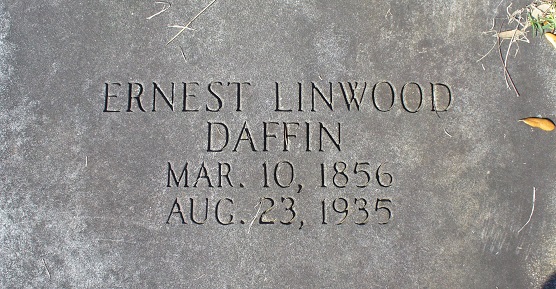 ERNEST LINWOOD
DAFFIN
MAR. 10, 1856
AUG. 23, 1935